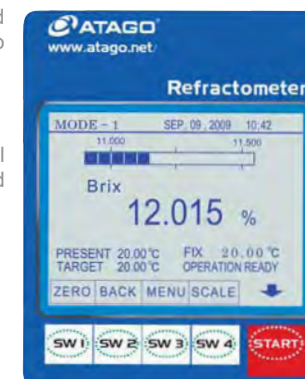 ATAGO
www.atago.net
Refractometer
MODE – 1 SEP. 09 , 2009 10:42
11.000 11.500
Brix
12.015 %
PRESENT 20.00℃ FIX 20.00℃
TARGET 20.00℃ OPERATION READY
ZERO BACK MENU SCALE
SW 1 SW 2 SW 3 SW 4 START